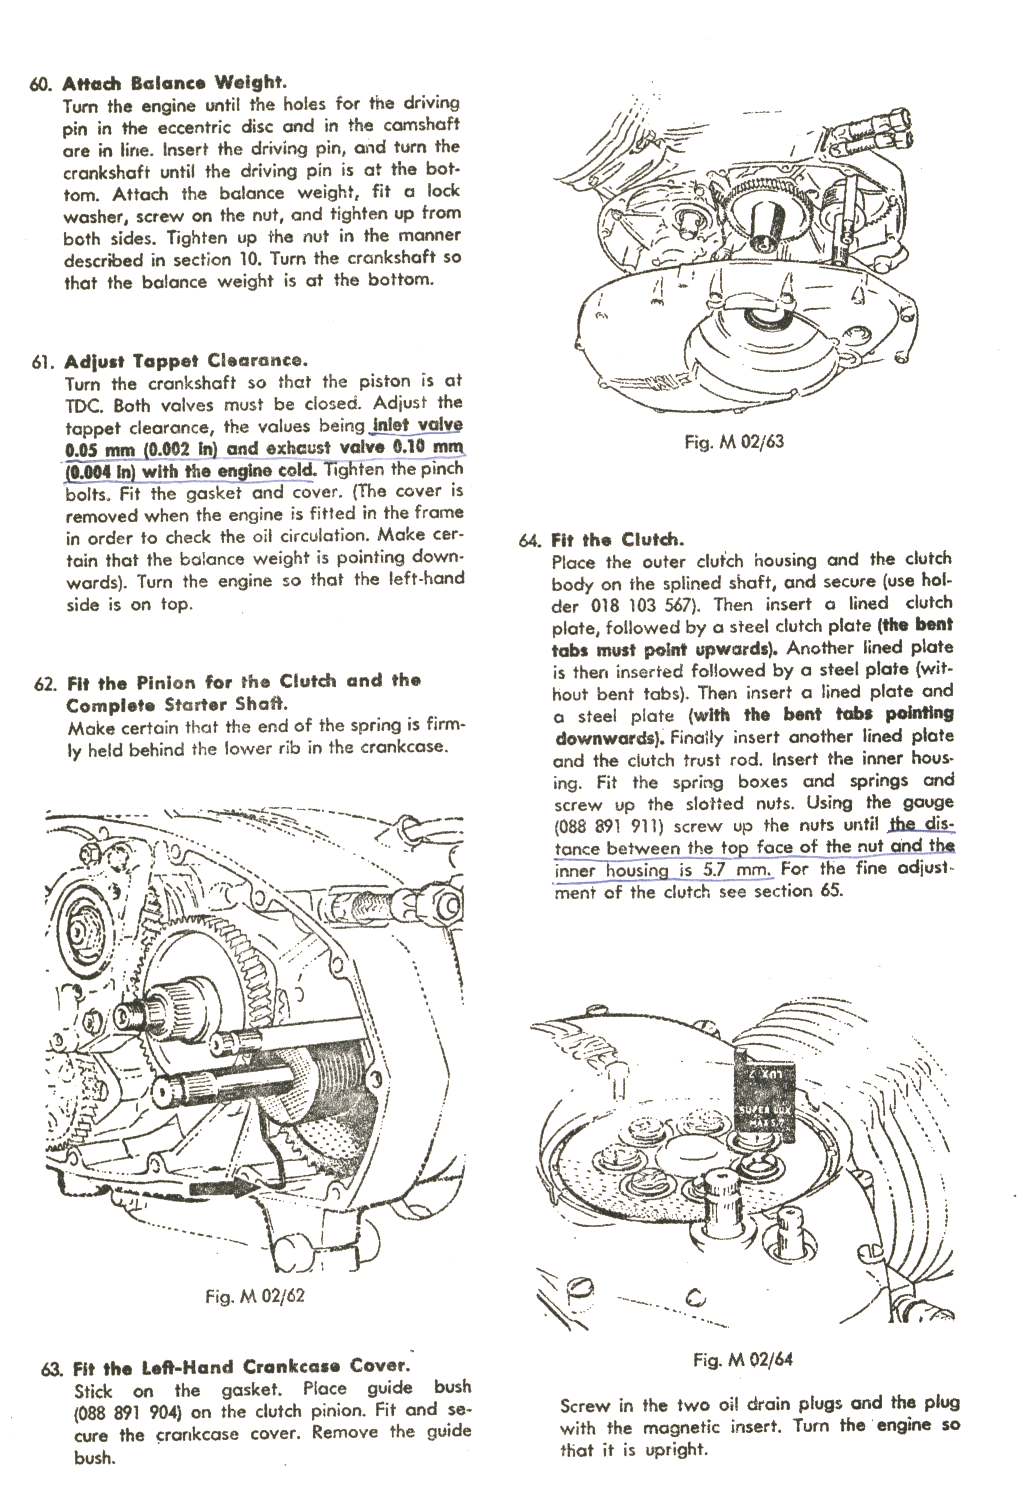 60. Attach Balance Weight.
Turn the engine until the holes for the driving
pin in the eccentric disc and in the camshaft
are in line. Insert the driving pin, and turn the
crankshaft until the driving pin is at the bot-
tom. Attach the balance weight, fit a lock
washer, screw on the nut, and tighten up from
both sides. Tighten up the nut in the manner
described in section 10. Turn the crankshaft so
that the balance weight is at the bottom.
61. Adjust Tappet Clearance.
Turn the crankshaft so that the piston is at
TDC. Both valves must be closed. Adjust the
tappet clearance, the values being inlet valve
0.05 mm (0.002 in) and exhaust valve 0.10 mm
(0.004 in) with the engine cold. Tighten the pinch
bolts. Fit the gasket and cover. (The cover is
removed when the engine is fitted in the frame
in order to check the oil circulation. Make cer-
tain that the balance weight is pointing down-
wards). Turn the engine so that the left-hand
side is on top.
62. Fit the Pinion for the Clutch and the
Complete Starter Shaft.
Make certain that the end of the spring is firm-
ly held behind the lower rib in the crankcase.
Fig. M 02/62
63. Fit the Left-Hand Crankcase Cover.
Stick on the gasket. Place guide bush
(088 891 904) on the clutch pinion. Fit and se-
cure the crankcase cover. Remove the guide
bush.
Fig. M 02/63
64. Fit the Clutch.
Place the outer clutch housing and the clutch
body on the splined shaft, and secure (use hol-
der 018 103 567). Then insert a lined clutch
plate, followed by a steel clutch plate (the bent
tabs must point upwards). Another lined plate
is then inserted followed by a steel plate (wit-
hout bent tabs). Then insert a lined plate and
a steel plate (with the bent tabs pointing
downwards). Finally insert another lined plate
and the clutch trust rod. Insert the inner hous-
ing. Fit the spring boxes and springs and
screw up the slotted nuts. Using the gauge
(088 891 911) screw up the nuts until the dis-
tance between the top face of the nut and the
inner housing is 5.7 mm. For the fine adjust-
ment of the clutch see section 65.
Fig. M 02/64
Screw in the two oil drain plugs and the plug
with the magnetic insert. Turn the engine so
that it is upright.